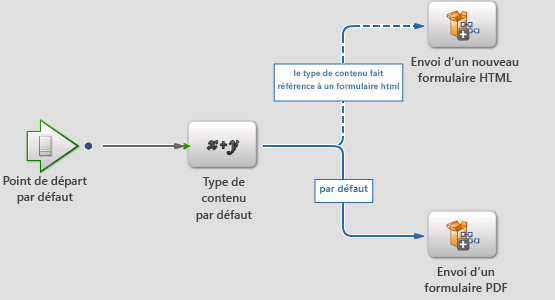 le type de contenu fait
référence à un formulaire html
Envoi d'un nouveau
formulaire HTML
x+y
Point de départ
par défaut
Type de
contenu
par défaut
par défaut
Envoi d'un
formulaire PDF